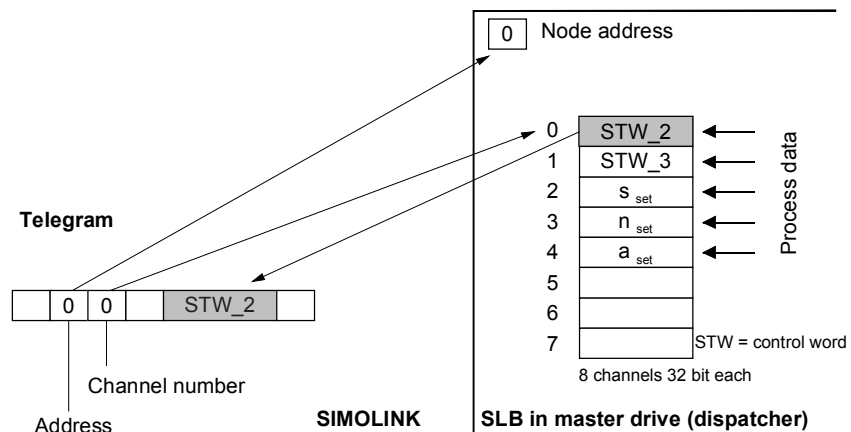 0 Node address
0 STW_2
1 STW_3
2 s set
3 n set
4 a set
5
6
7
Process data
STW = control word
8 channels 32 bit each
Telegram
0 0 STW_2
Channel number
Address
SIMOLINK
SLB in master drive (dispatcher)